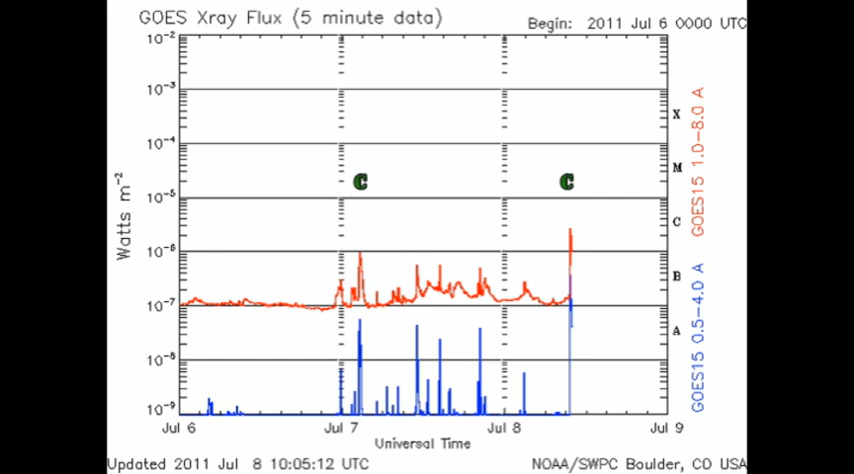 GOES Xray Flux (5 minute data)
Begin: 2011 Jul 6 0000 UTC
10-2
10-3
10-4
10-5
10-6
10-7
10-8
10-9
Watts m-2
C
C
X
M
C
B
A
GOES15 1.0-8.0 A
GOES15 0.5-4.0 A
Jul 6
Jul 7
Jul 8
Jul 9
Universal Time
Updated 2011 Jul 8 10:05:12 UTC
NOAA/SWPC Boulder, CO USA